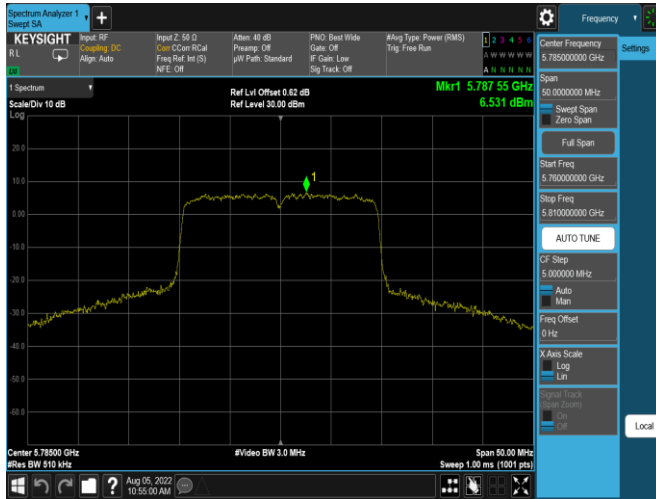 Spectrum Analyzer 1
Swept SA
+
Frequency
KEYSIGHT
R L
LU
Input: RF
Coupling: DC
Align: Auto
Input Z: 50 Ω
Corr CCorr RCal
Freq Ref: Int (S)
NFE: Off
Atten: 40 dB
Preamp: Off
µW Path: Standard
PNO: Best Wide
Gate: Off
IF Gain: Low
Sig Track: Off
#Avg Type: Power (RMS)
Trig: Free Run
1 2 3 4 5 6
A W W W W W
A N N N N N
1 Spectrum
Scale/Div 10 dB
Log
Ref Lvl Offset 0.62 dB
Ref Level 30.00 dBm
Mkr1 5.787 55 GHz
6.531 dBm
1
20.0
10.0
0.00
-10.0
-20.0
-30.0
-40.0
-50.0
-60.0
Center 5.78500 GHz
#Res BW 510 kHz
#Video BW 3.0 MHz
Span 50.00 MHz
Sweep 1.00 ms (1001 pts)
Aug 05, 2022
10:55:00 AM
?
Center Frequency
5.785000000 GHz
Span
50.0000000 MHz
Swept Span
Zero Span
Full Span
Start Freq
5.760000000 GHz
Stop Freq
5.810000000 GHz
AUTO TUNE
CF Step
5.000000 MHz
Auto
Man
Freq Offset
0 Hz
X Axis Scale
Log
Lin
Signal Track
(Span Zoom)
On
Off
Settings
Local